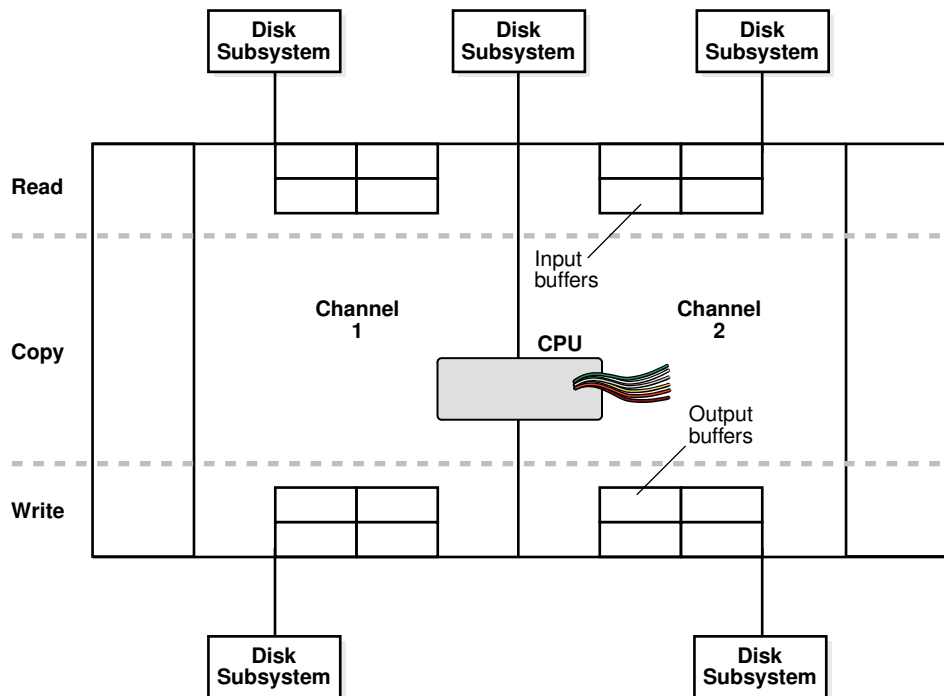 Disk
Subsystem
Disk
Subsystem
Disk
Subsystem
Read
Input
buffers
Channel
1
Channel
2
Copy
CPU
Output
buffers
Write
Disk
Subsystem
Disk
Subsystem